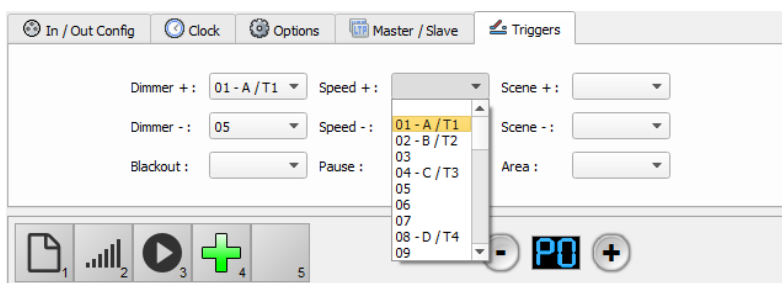 In / Out Config Clock Options LTP Master / Slave Triggers
Dimmer + : 01 - A / T1 Speed + : Scene + :
Dimmer - : 05 Speed - : Scene - :
Blackout : Pause : Area :
01 - A / T1
02 - B / T2
03
04 - C / T3
05
06
07
08 - D / T4
09
1 2 3 4 5
- P0 +